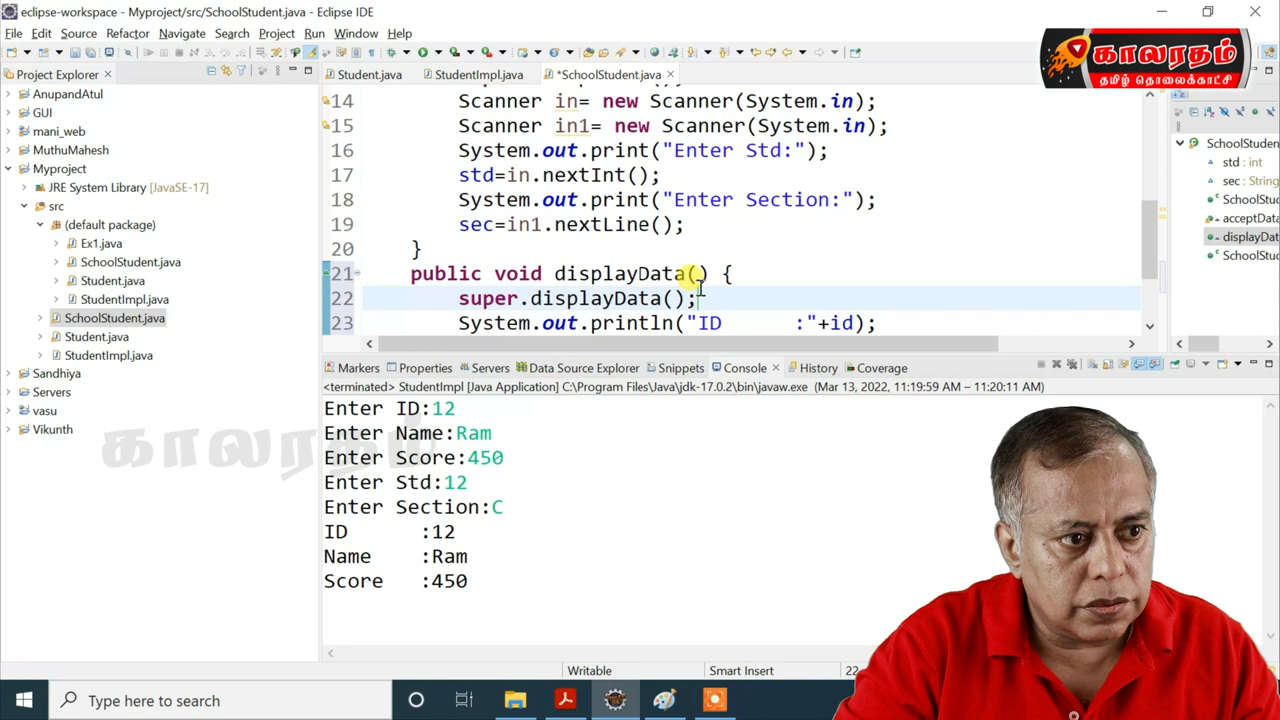 eclipse-workspace - Myproject/src/SchoolStudent.java - Eclipse IDE
File Edit Source Refactor Navigate Search Project Run Window Help
காலரதம்
தமிழ் தொலைக்காட்சி
Project Explorer
AnupandAtul
GUI
mani_web
MuthuMahesh
Myproject
JRE System Library [JavaSE-17]
src
(default package)
Ex1.java
SchoolStudent.java
Student.java
StudentImpl.java
SchoolStudent.java
Student.java
StudentImpl.java
Sandhiya
Servers
vasu
Vikunth
Student.java StudentImpl.java *SchoolStudent.java
14 Scanner in= new Scanner(System.in);
15 Scanner in1= new Scanner(System.in);
16 System.out.print("Enter Std:");
17 std=in.nextInt();
18 System.out.print("Enter Section:");
19 sec=in1.nextLine();
20 }
21 public void displayData() {
22 super.displayData();
23 System.out.println("ID :"+id);
SchoolStuden
std : int
sec : String
SchoolStude
acceptData
displayDat
SchoolStude
Markers Properties Servers Data Source Explorer Snippets Console History Coverage
<terminated> StudentImpl [Java Application] C:\Program Files\Java\jdk-17.0.2\bin\javaw.exe (Mar 13, 2022, 11:19:59 AM – 11:20:11 AM)
Enter ID:12
Enter Name:Ram
Enter Score:450
Enter Std:12
Enter Section:C
ID :12
Name :Ram
Score :450
காலரதம்
Writable Smart Insert 22
Type here to search